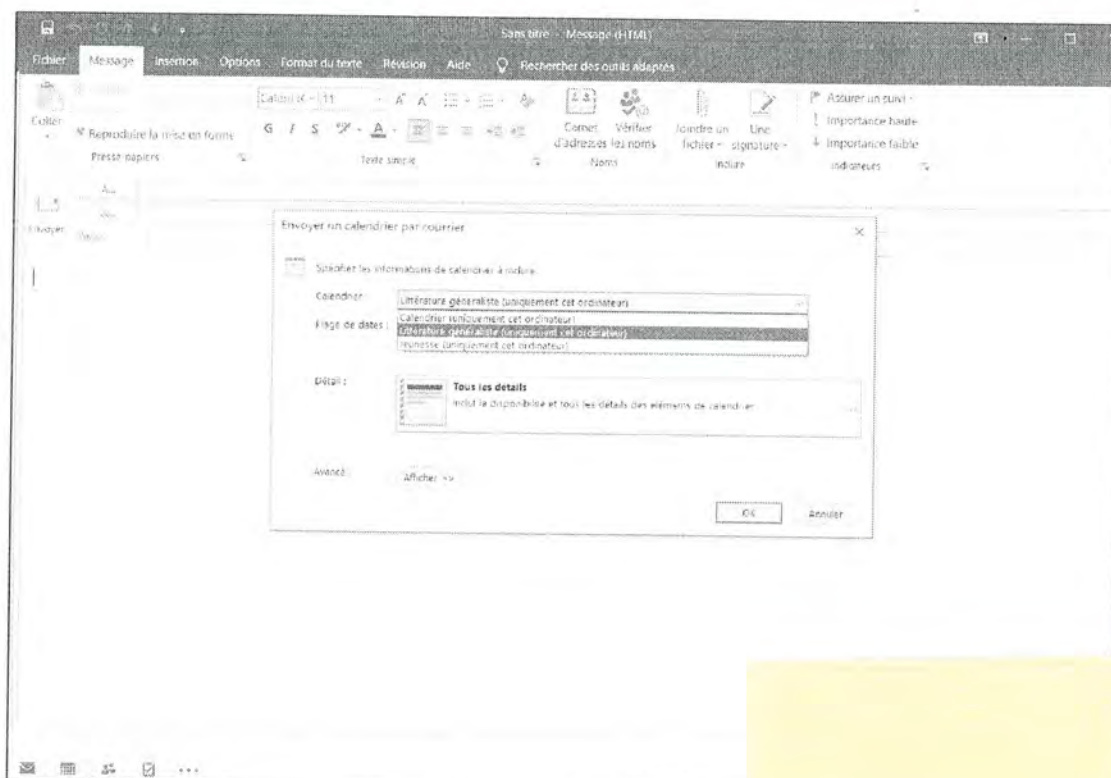 Sans titre - Message (HTML)
Fichier Message Insertion Options Format du texte Révision Aide Rechercher des outils adaptés
Coller
Reproduire la mise en forme
Presse-papiers
11
G I S
Texte simple
Carnet d'adresses
Vérifier les noms
Noms
Joindre un fichier
Une signature
Inclure
Assurer un suivi
Importance haute
Importance faible
Indicateurs
Envoyer
Envoyer un calendrier par courrier
Spécifiez les informations de calendrier à inclure.
Calendrier : Littérature généraliste (uniquement cet ordinateur)
Calendrier (uniquement cet ordinateur)
Plage de dates : Littérature généraliste (uniquement cet ordinateur)
Jeunesse (uniquement cet ordinateur)
Détail : Tous les détails
Inclut la disponibilité et tous les détails des éléments de calendrier
Avancé : Afficher >>
OK Annuler